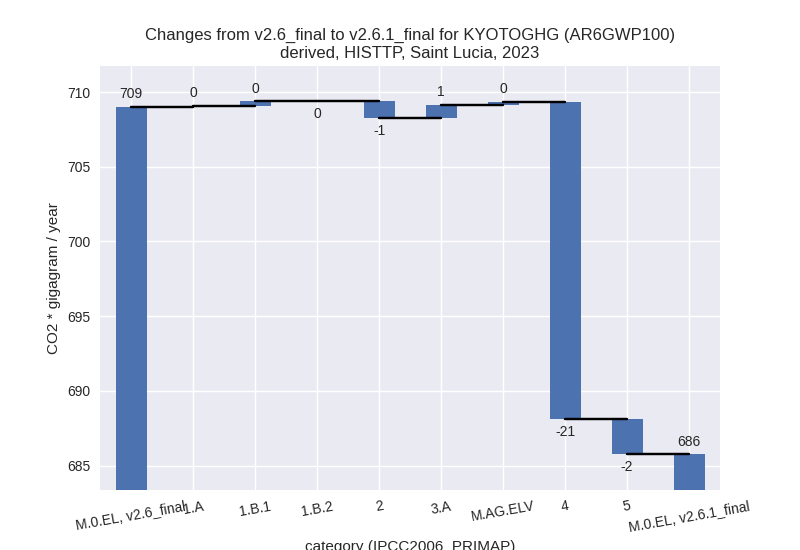 Changes from v2.6_final to v2.6.1_final for KYOTOGHG (AR6GWP100)
derived, HISTTP, Saint Lucia, 2023
CO2 * gigagram / year
710
705
700
695
690
685
709
0
0
0
-1
1
0
-21
-2
686
M.0.EL, v2.6_final
1.A
1.B.1
1.B.2
2
3.A
M.AG.ELV
4
5
M.0.EL, v2.6.1_final
category (IPCC2006_PRIMAP)